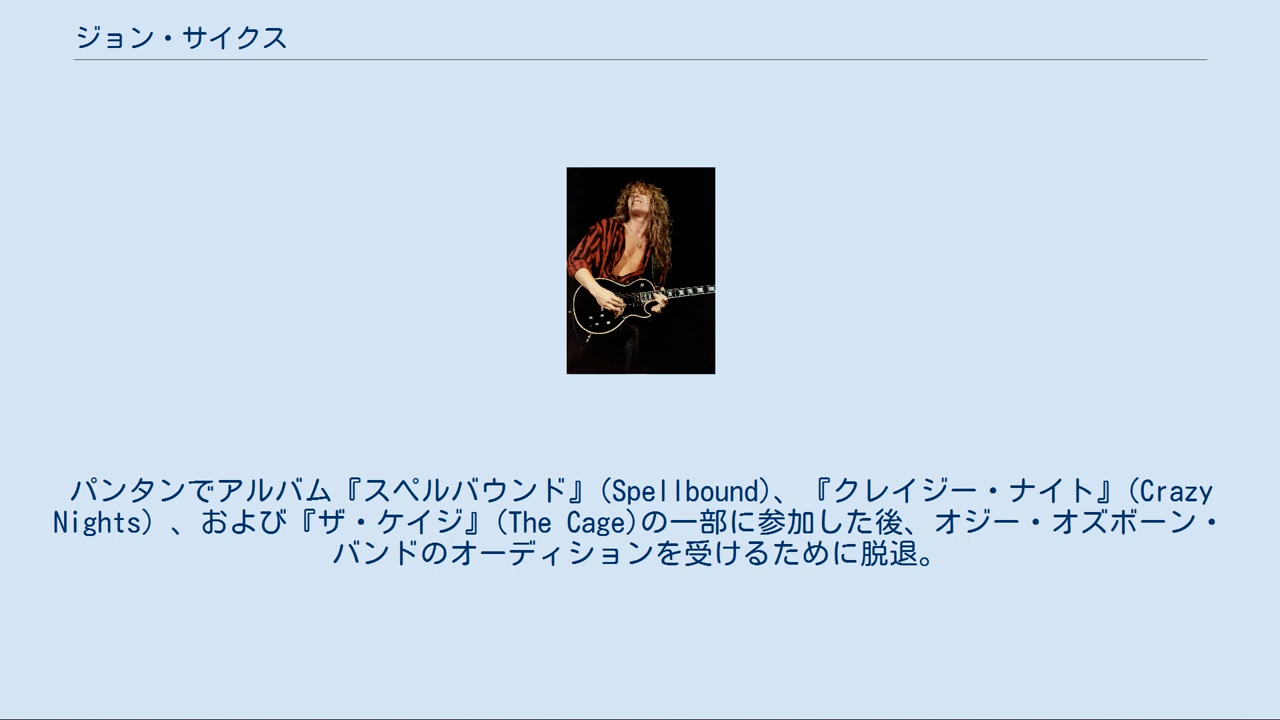 ジョン・サイクス
パンタンでアルバム『スペルバウンド』(Spellbound)、『クレイジー・ナイト』(Crazy
Nights) 、および『ザ・ケイジ』(The Cage)の一部に参加した後、オジー・オズボーン・
バンドのオーディションを受けるために脱退。